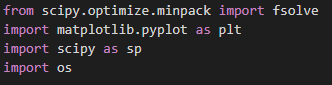 from scipy.optimize.minpack import fsolve
import matplotlib.pyplot as plt
import scipy as sp
import os